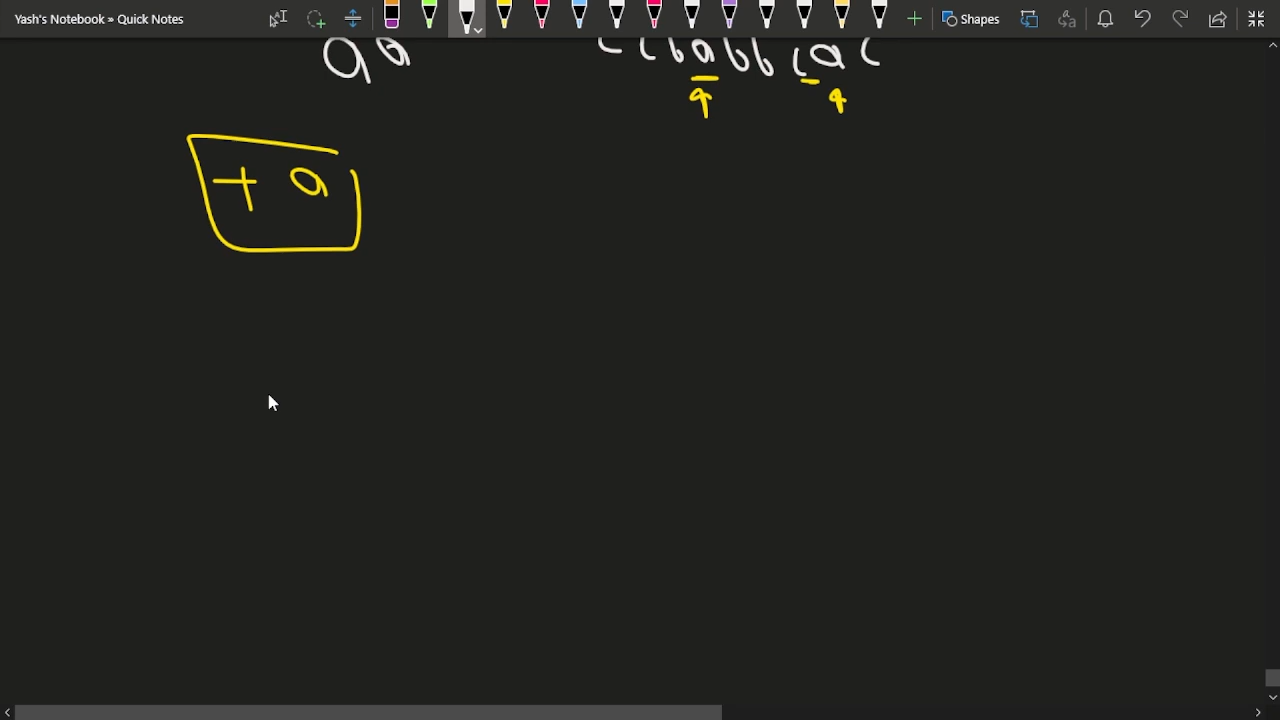 Yash's Notebook » Quick Notes
Shapes
aa
ccbabbcac
+ a